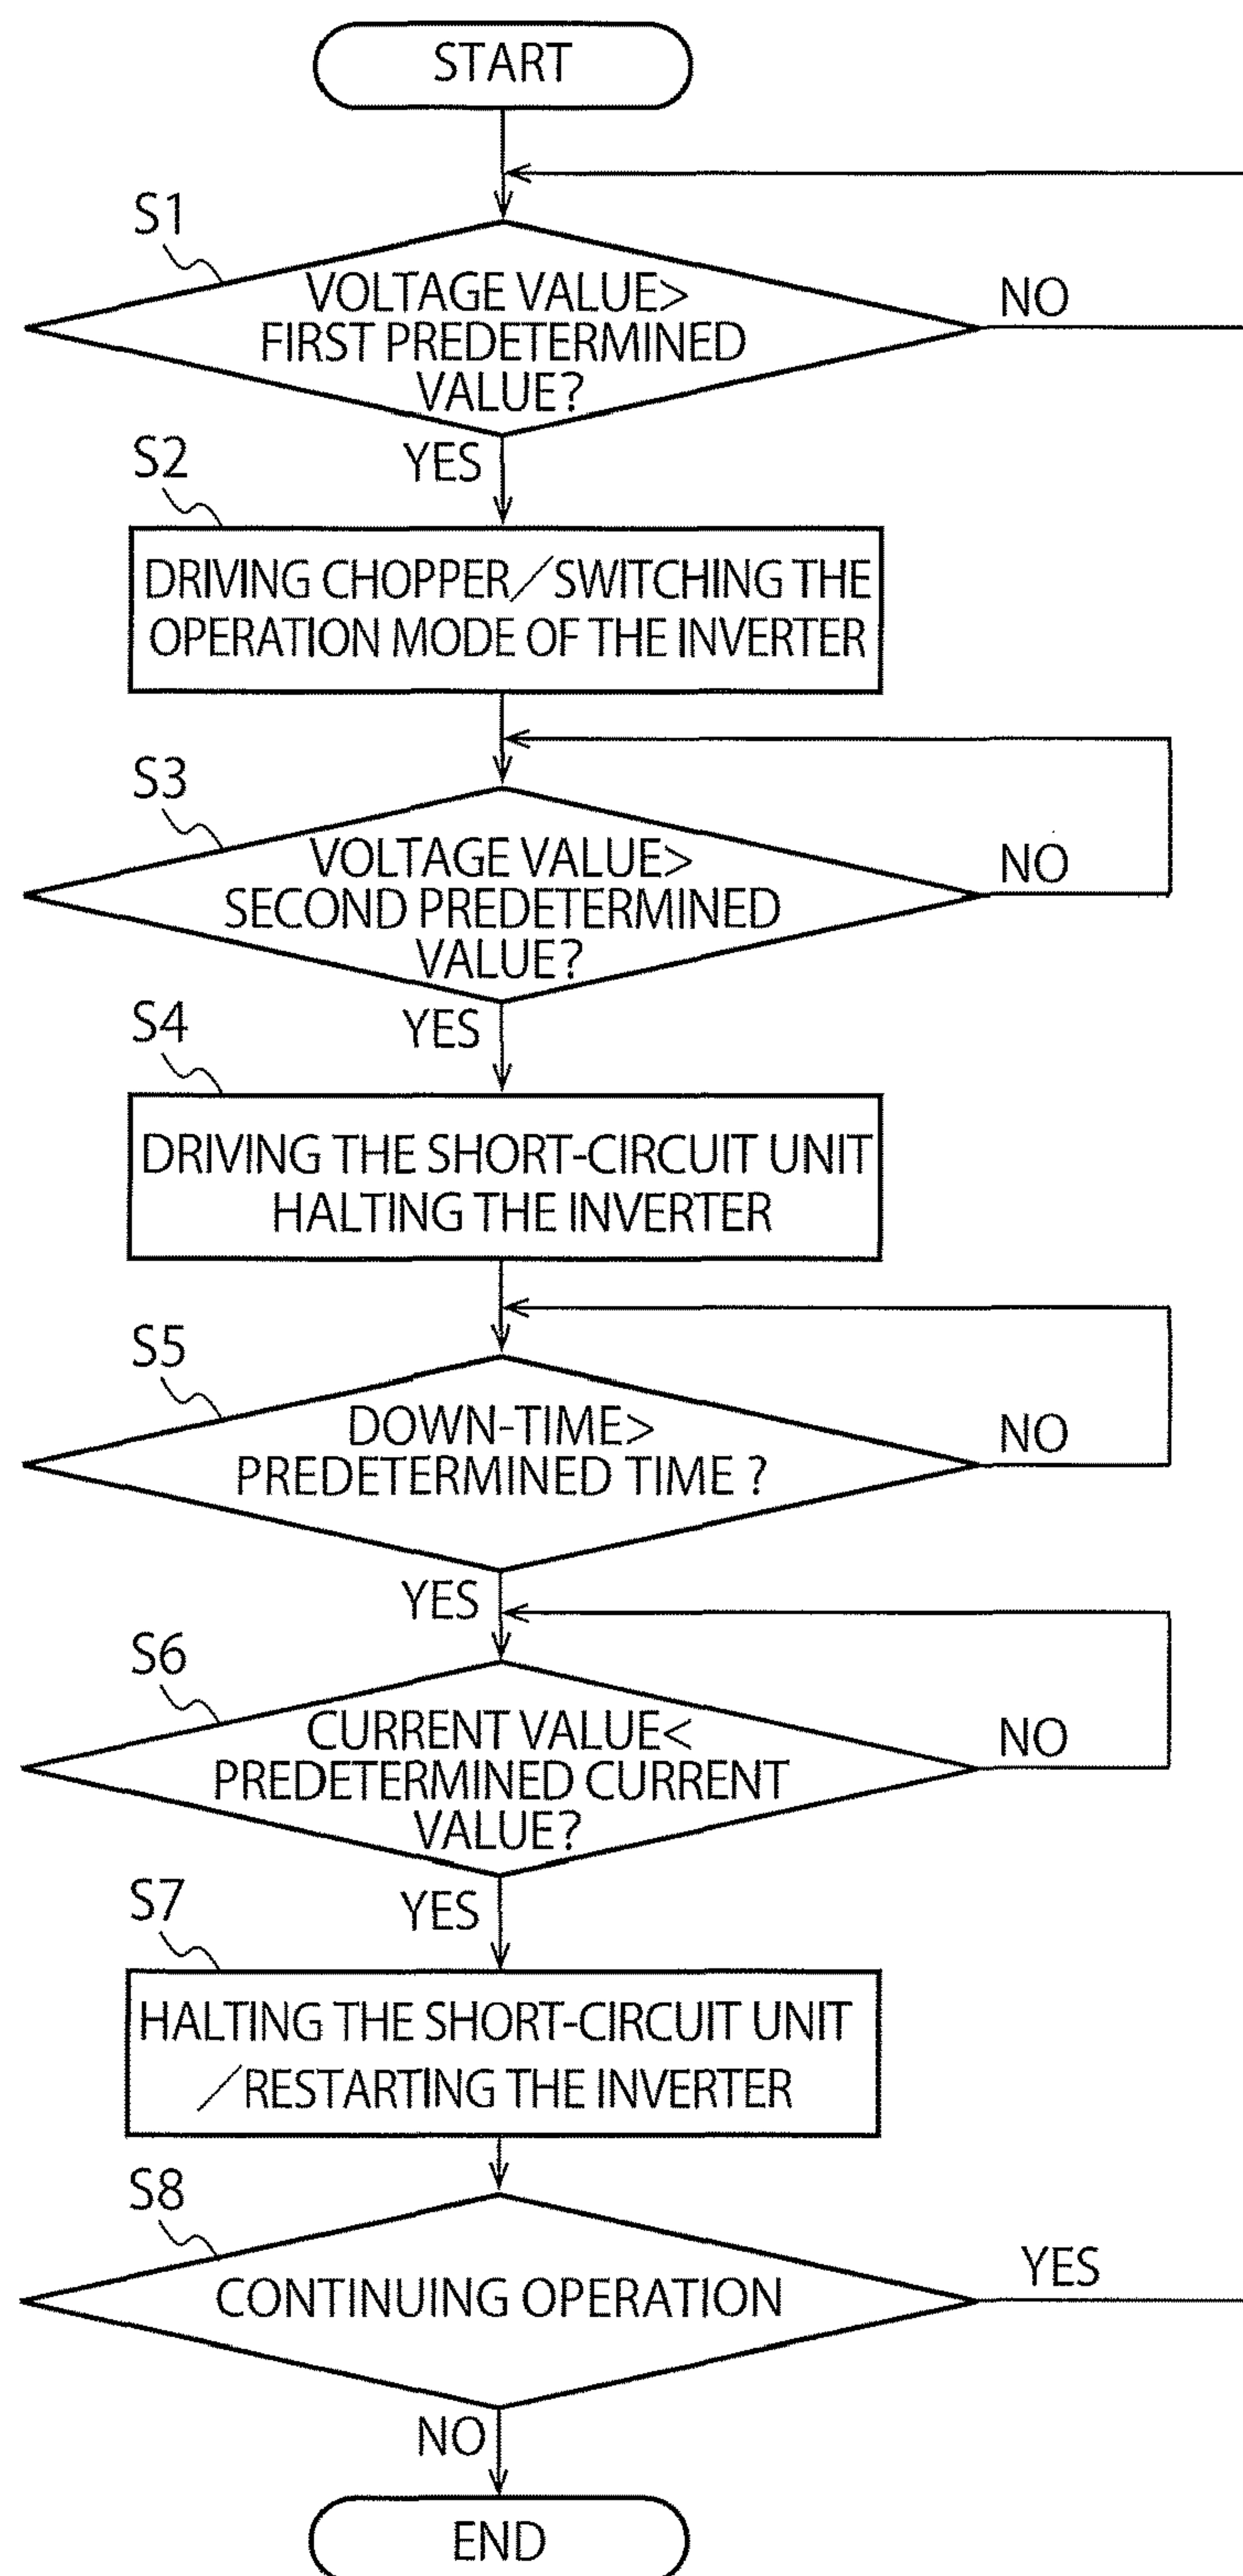 START
S1
VOLTAGE VALUE>
FIRST PREDETERMINED
VALUE?
NO
YES
S2
DRIVING CHOPPER/SWITCHING THE
OPERATION MODE OF THE INVERTER
S3
VOLTAGE VALUE>
SECOND PREDETERMINED
VALUE?
NO
YES
S4
DRIVING THE SHORT-CIRCUIT UNIT
HALTING THE INVERTER
S5
DOWN-TIME>
PREDETERMINED TIME ?
NO
YES
S6
CURRENT VALUE<
PREDETERMINED CURRENT
VALUE?
NO
YES
S7
HALTING THE SHORT-CIRCUIT UNIT
/RESTARTING THE INVERTER
S8
CONTINUING OPERATION
YES
NO
END